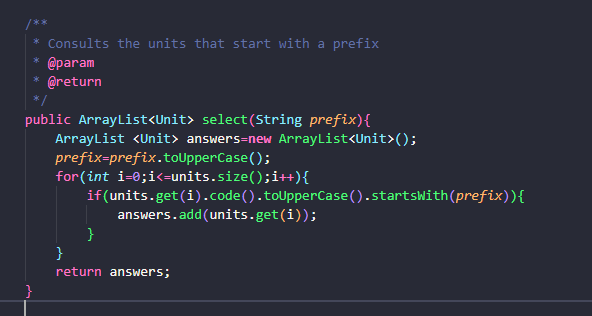 /**
 * Consults the units that start with a prefix
 * @param
 * @return
 */
public ArrayList<Unit> select(String prefix){
    ArrayList <Unit> answers=new ArrayList<Unit>();
    prefix=prefix.toUpperCase();
    for(int i=0;i<=units.size();i++){
        if(units.get(i).code().toUpperCase().startsWith(prefix)){
            answers.add(units.get(i));
        }
    }
    return answers;
}